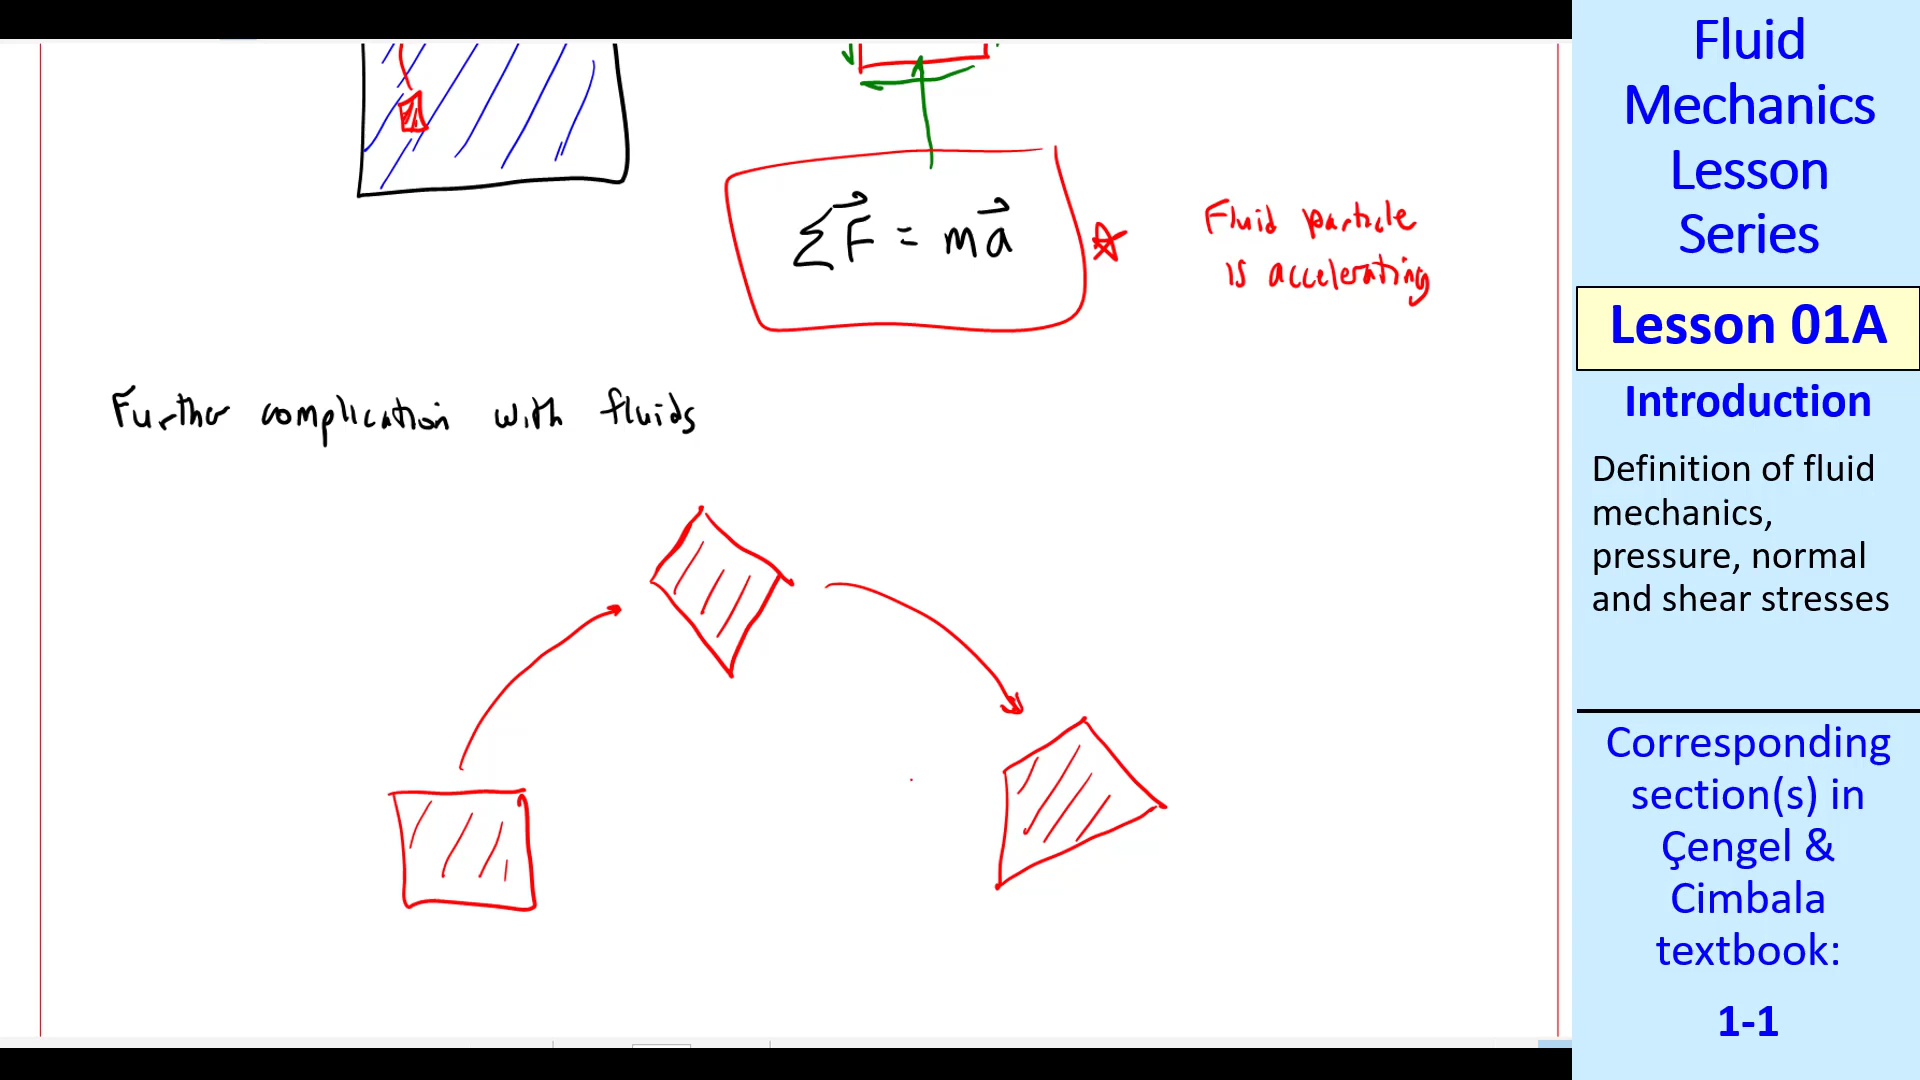 ∑F⃗ = ma⃗
Fluid particle
is accelerating
Further complication with fluids
Fluid
Mechanics
Lesson
Series
Lesson 01A
Introduction
Definition of fluid
mechanics,
pressure, normal
and shear stresses
Corresponding
section(s) in
Çengel &
Cimbala
textbook:
1-1